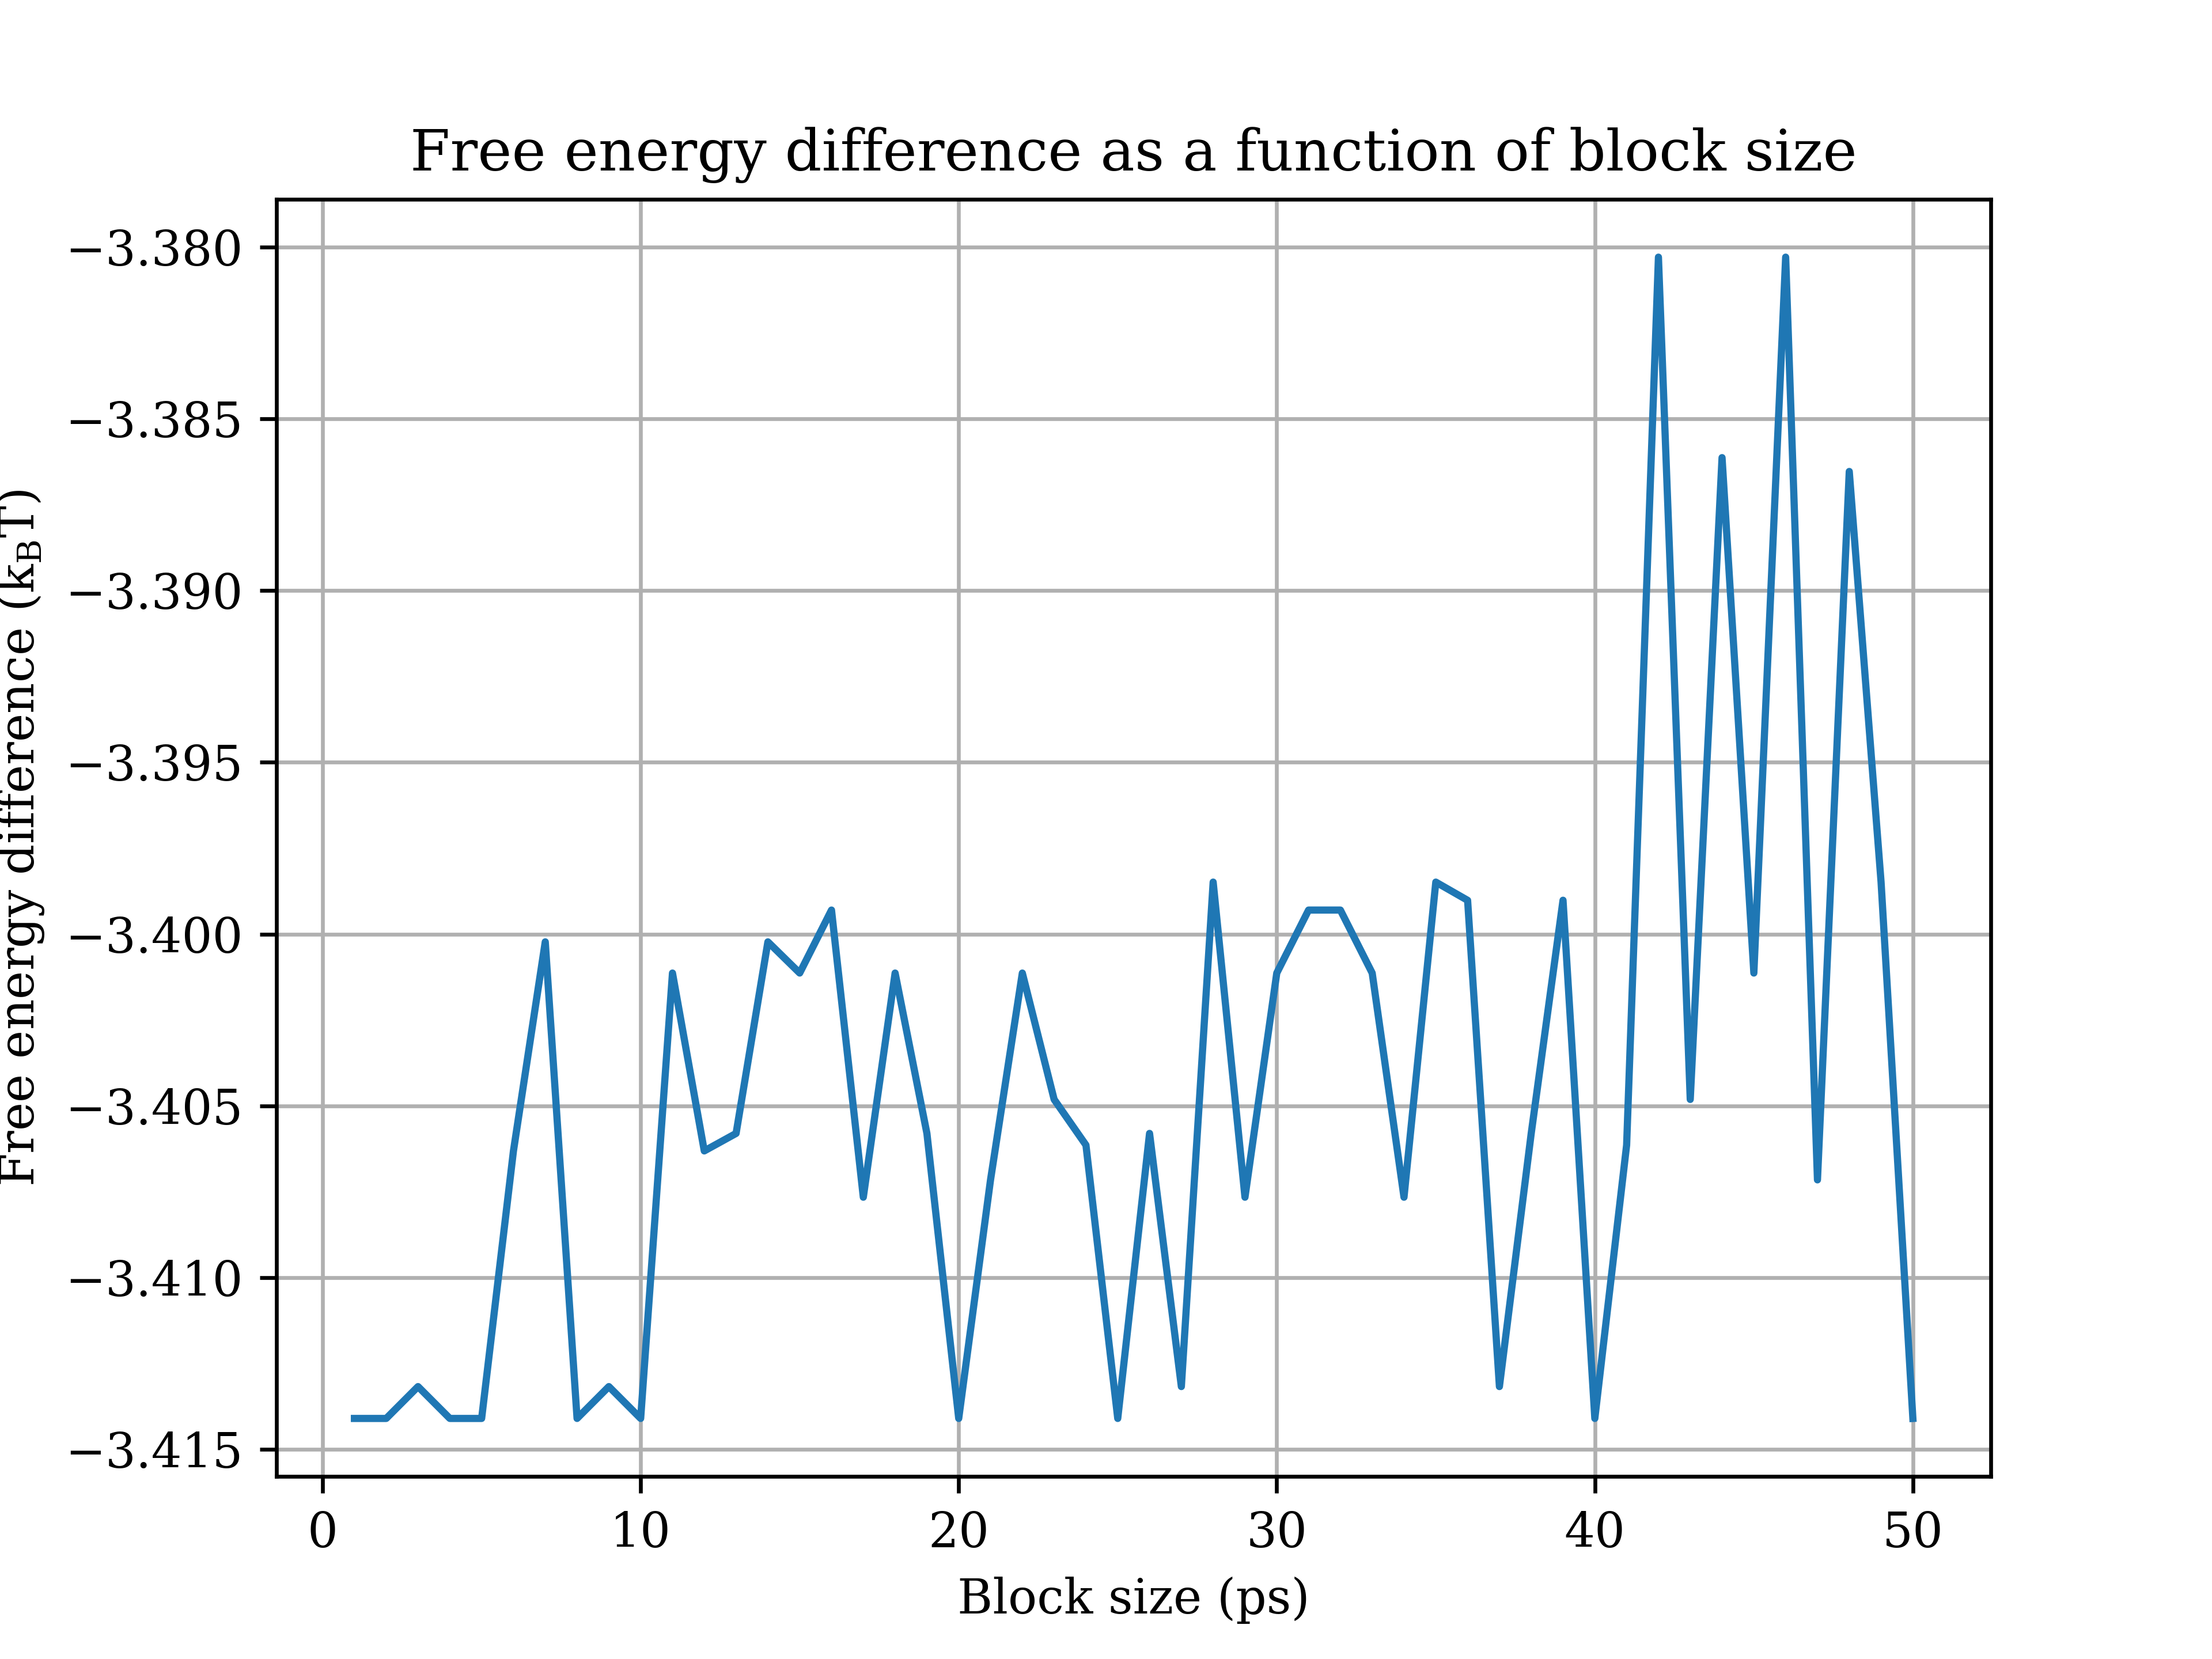 Free energy difference as a function of block size
Free energy difference (k_BT)
−3.380
−3.385
−3.390
−3.395
−3.400
−3.405
−3.410
−3.415
0 10 20 30 40 50
Block size (ps)